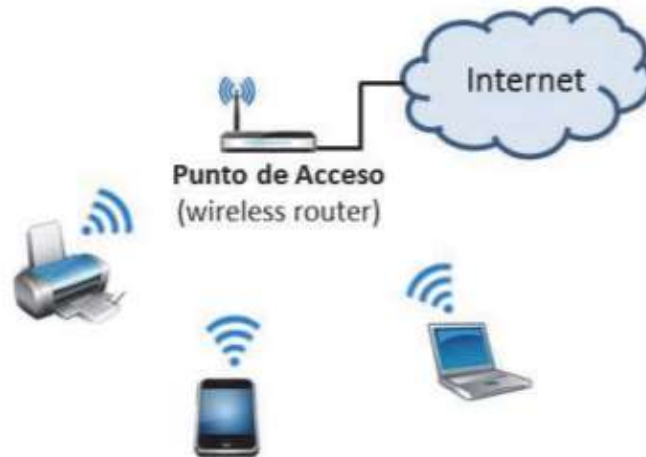 Internet
Punto de Acceso
(wireless router)